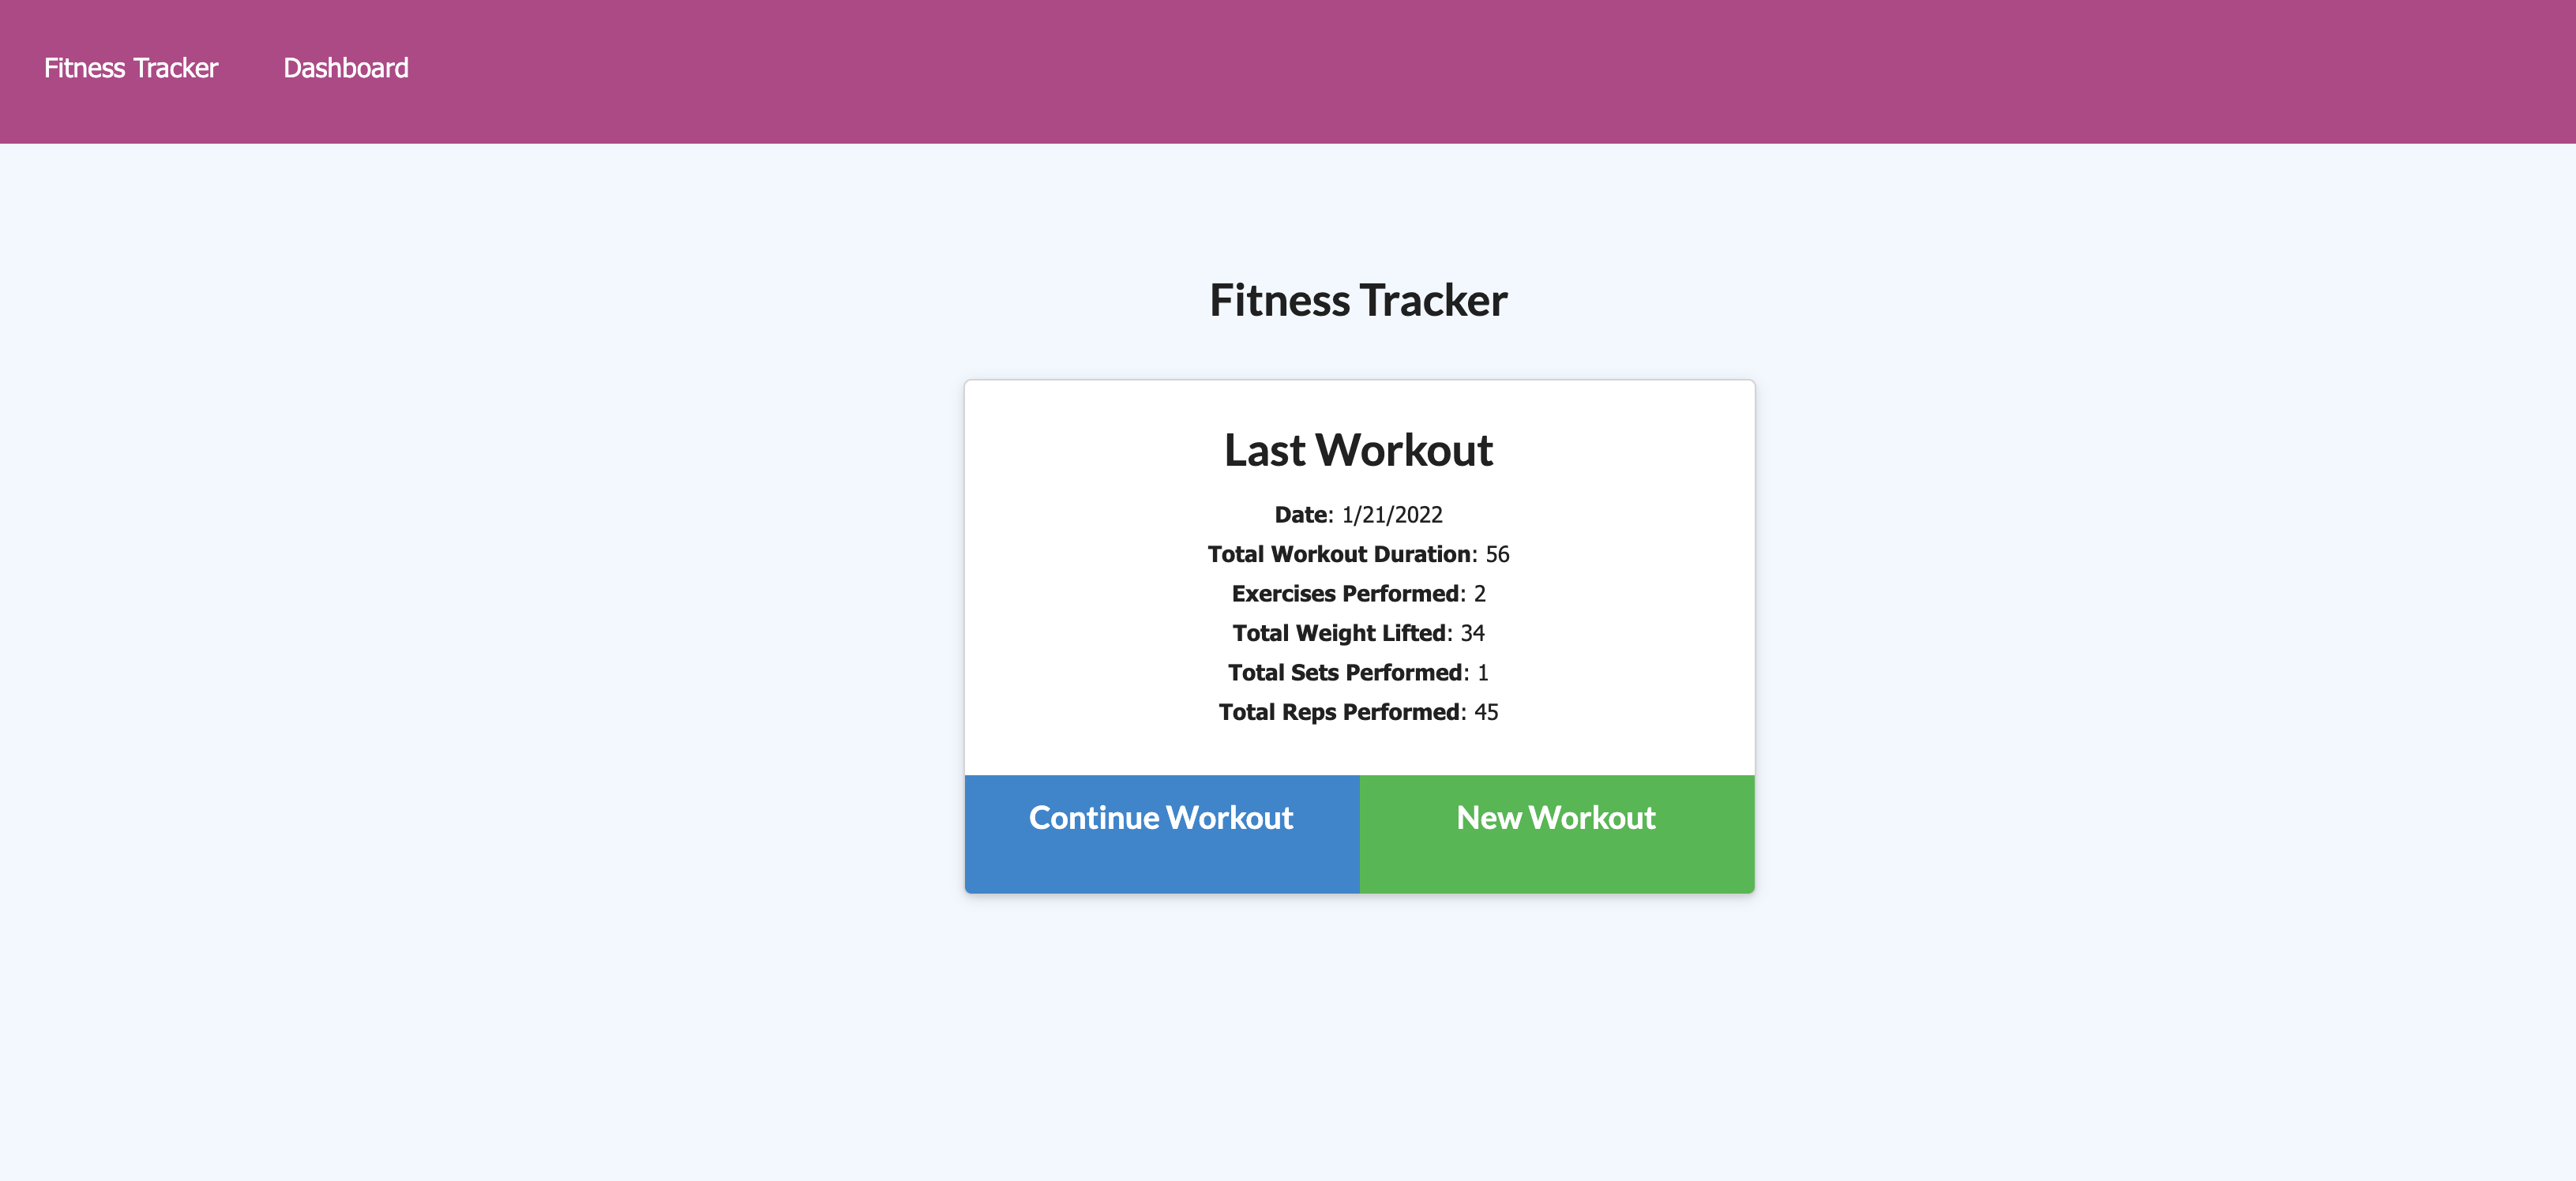 Fitness Tracker Dashboard
Fitness Tracker
Last Workout
Date: 1/21/2022
Total Workout Duration: 56
Exercises Performed: 2
Total Weight Lifted: 34
Total Sets Performed: 1
Total Reps Performed: 45
Continue Workout New Workout